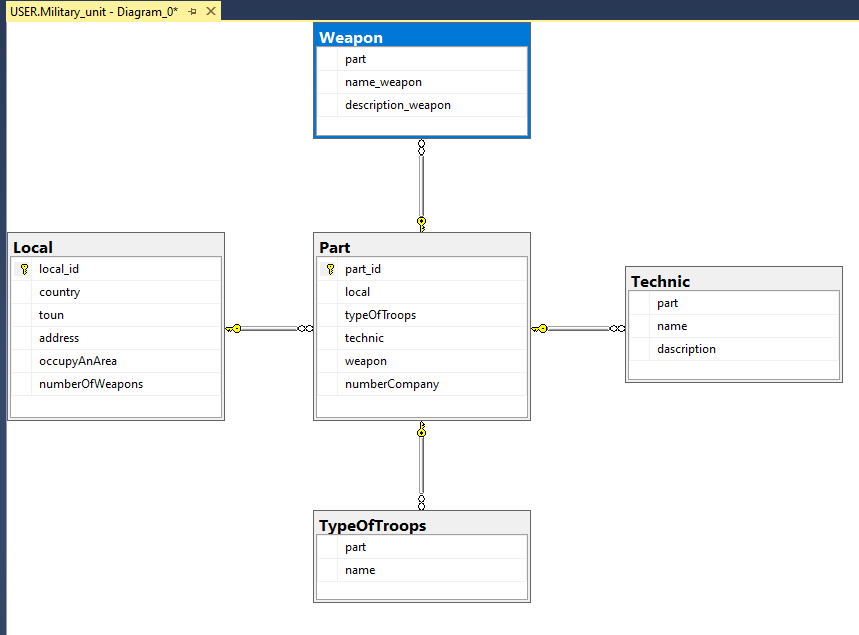 USER.Military_unit - Diagram_0*
Weapon
part
name_weapon
description_weapon
Local
local_id
country
toun
address
occupyAnArea
numberOfWeapons
Part
part_id
local
typeOfTroops
technic
weapon
numberCompany
Technic
part
name
dascription
TypeOfTroops
part
name